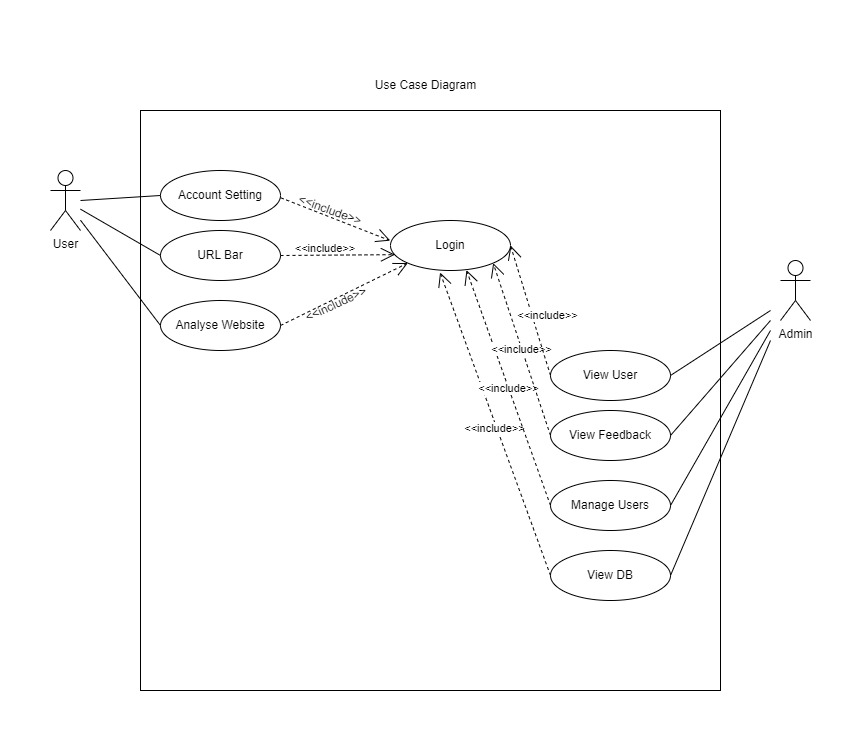 Use Case Diagram
User
Account Setting
URL Bar
Analyse Website
<<include>>
<<include>>
<<include>>
Login
<<include>>
<<include>>
<<include>>
<<include>>
View User
View Feedback
Manage Users
View DB
Admin